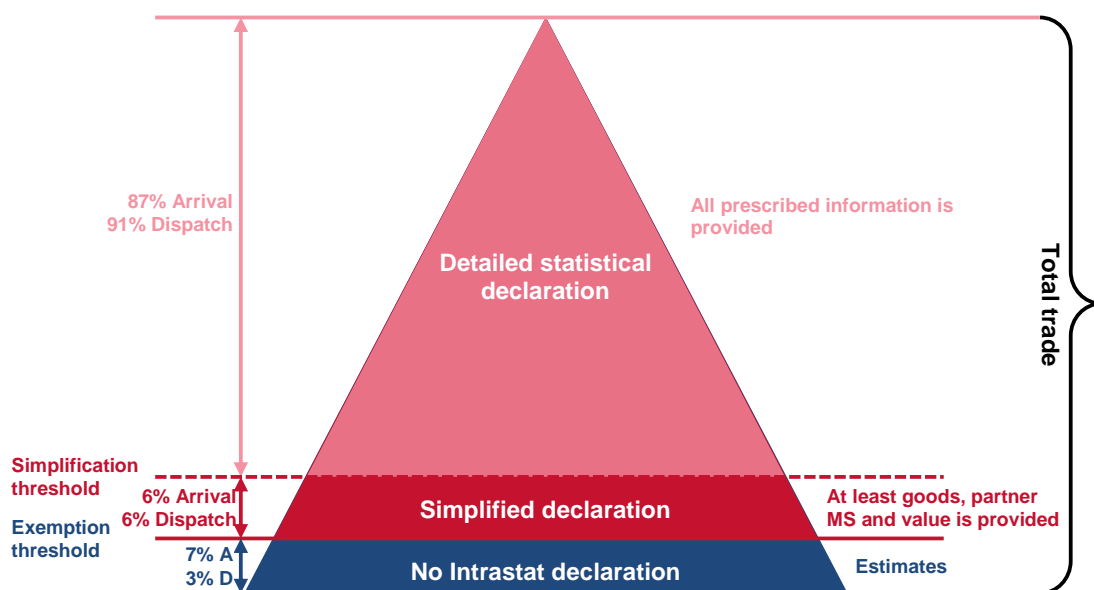 87% Arrival
91% Dispatch
All prescribed information is
provided
Detailed statistical
declaration
Total trade
Simplification
threshold
6% Arrival
6% Dispatch
Simplified declaration
At least goods, partner
MS and value is provided
Exemption
threshold
7% A
3% D
No Intrastat declaration
Estimates